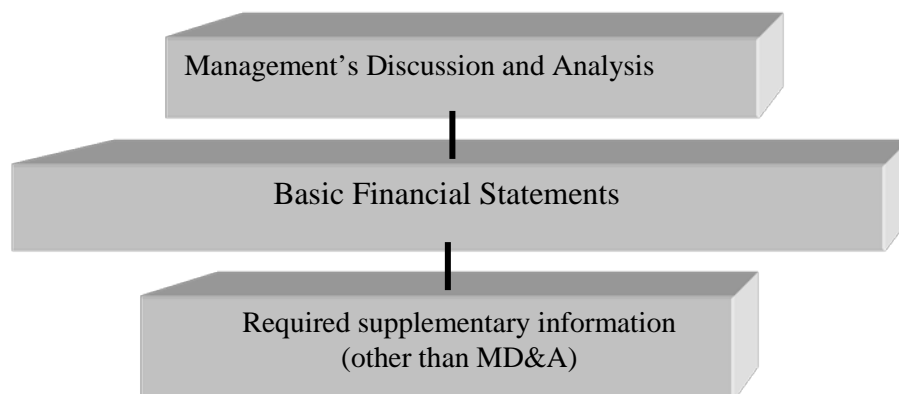 Management’s Discussion and Analysis
Basic Financial Statements
Required supplementary information
(other than MD&A)